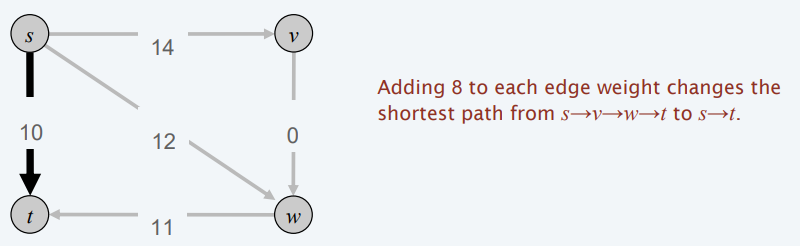 s
v
14
Adding 8 to each edge weight changes the
shortest path from s→v→w→t to s→t.
10
12
0
t
w
11